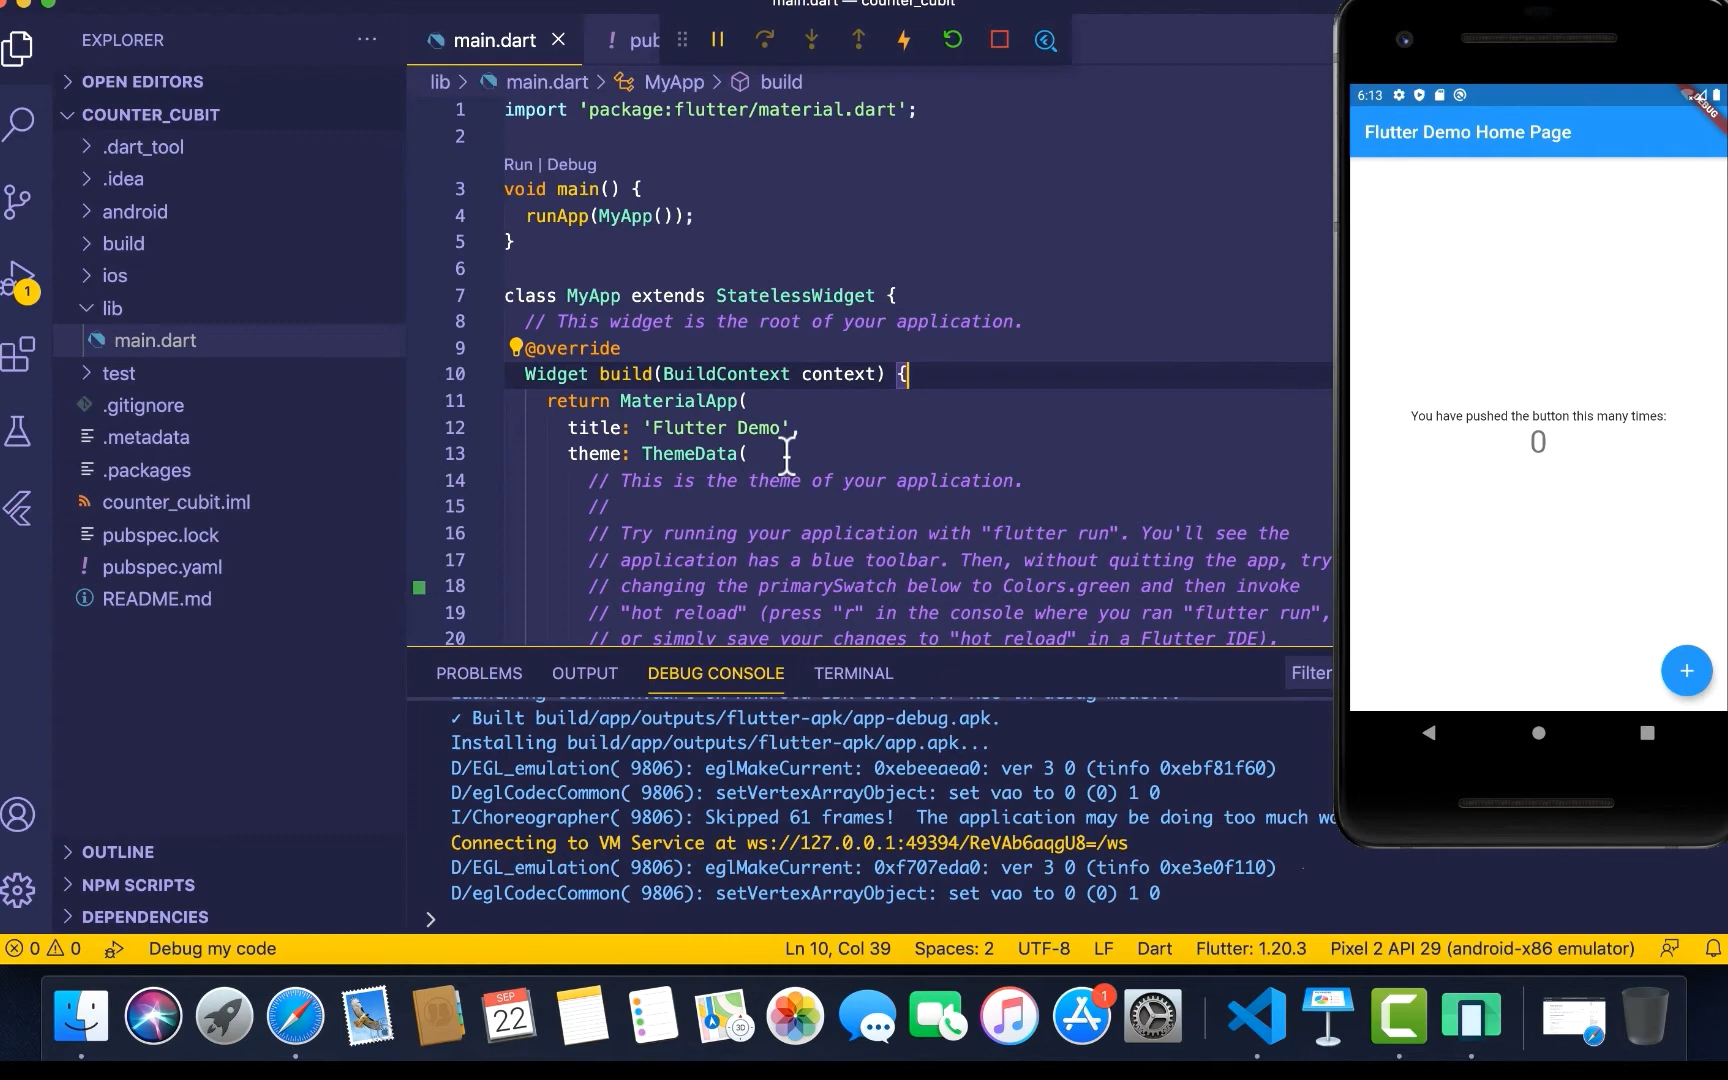 main.dart — counter_cubit
EXPLORER
OPEN EDITORS
COUNTER_CUBIT
.dart_tool
.idea
android
build
ios
lib
main.dart
test
.gitignore
.metadata
.packages
counter_cubit.iml
pubspec.lock
pubspec.yaml
README.md
OUTLINE
NPM SCRIPTS
DEPENDENCIES
1
main.dart
! pub
lib > main.dart > MyApp > build
1 import 'package:flutter/material.dart';
2
Run | Debug
3 void main() {
4 runApp(MyApp());
5 }
6
7 class MyApp extends StatelessWidget {
8 // This widget is the root of your application.
9 @override
10 Widget build(BuildContext context) {
11 return MaterialApp(
12 title: 'Flutter Demo',
13 theme: ThemeData(
14 // This is the theme of your application.
15 //
16 // Try running your application with "flutter run". You'll see the
17 // application has a blue toolbar. Then, without quitting the app, try
18 // changing the primarySwatch below to Colors.green and then invoke
19 // "hot reload" (press "r" in the console where you ran "flutter run",
20 // or simply save your changes to "hot reload" in a Flutter IDE).
PROBLEMS OUTPUT DEBUG CONSOLE TERMINAL Filter
✓ Built build/app/outputs/flutter-apk/app-debug.apk.
Installing build/app/outputs/flutter-apk/app.apk...
D/EGL_emulation( 9806): eglMakeCurrent: 0xebeeaea0: ver 3 0 (tinfo 0xebf81f60)
D/eglCodecCommon( 9806): setVertexArrayObject: set vao to 0 (0) 1 0
I/Choreographer( 9806): Skipped 61 frames! The application may be doing too much
Connecting to VM Service at ws://127.0.0.1:49394/ReVAb6aqgU8=/ws
D/EGL_emulation( 9806): eglMakeCurrent: 0xf707eda0: ver 3 0 (tinfo 0xe3e0f110)
D/eglCodecCommon( 9806): setVertexArrayObject: set vao to 0 (0) 1 0
>
6:13
DEBUG
Flutter Demo Home Page
You have pushed the button this many times:
0
+
0 0 Debug my code Ln 10, Col 39 Spaces: 2 UTF-8 LF Dart Flutter: 1.20.3 Pixel 2 API 29 (android-x86 emulator)
SEP
22
3D
1